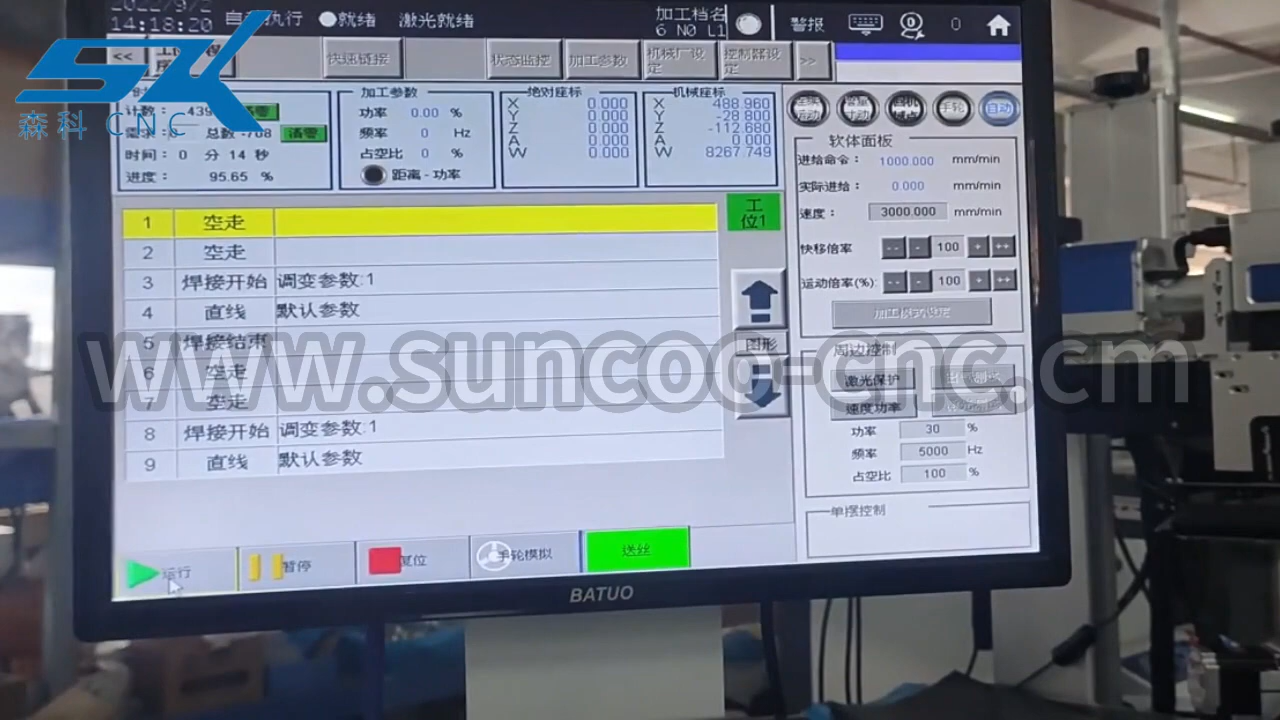 2022/9/2
14:18:20
执行
就绪
激光就绪
加工档名
6 N0 L1
警报
0
<<
快速链接
状态监控
加工参数
机械厂设定
控制器设定
>>
SK
森科 CNC
计数：
总数
清零
时间： 0 分 14 秒
进度： 95.65 %
加工参数
功率 0.00 %
频率 0 Hz
占空比 0 %
距离-功率
绝对座标
X 0.000
Y 0.000
Z 0.000
A 0.000
W 0.000
机械座标
X 488.960
Y -28.800
Z -112.680
A 0.000
W 8267.749
手轮
自动
软体面板
进给命令： 1000.000 mm/min
实际进给： 0.000 mm/min
速度： 3000.000 mm/min
快移倍率 -- - 100 + ++
运动倍率(%): -- - 100 + ++
加工模式设定
周边控制
激光保护
速度功率
功率 30 %
频率 5000 Hz
占空比 100 %
单摆控制
1 空走
2 空走
3 焊接开始 调变参数:1
4 直线 默认参数
5 焊接结束
6 空走
7 空走
8 焊接开始 调变参数:1
9 直线 默认参数
工位1
图形
www.suncoo-cnc.com
运行
暂停
复位
手轮模拟
送丝
BATUO